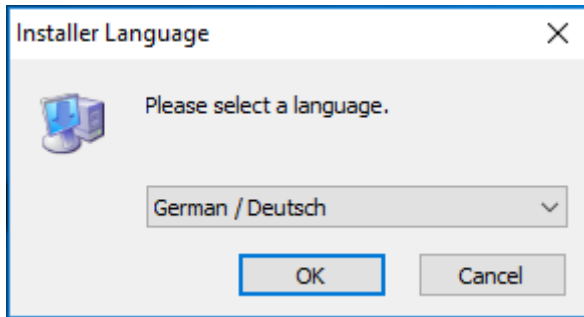 Installer Language
Please select a language.
German / Deutsch
OK
Cancel